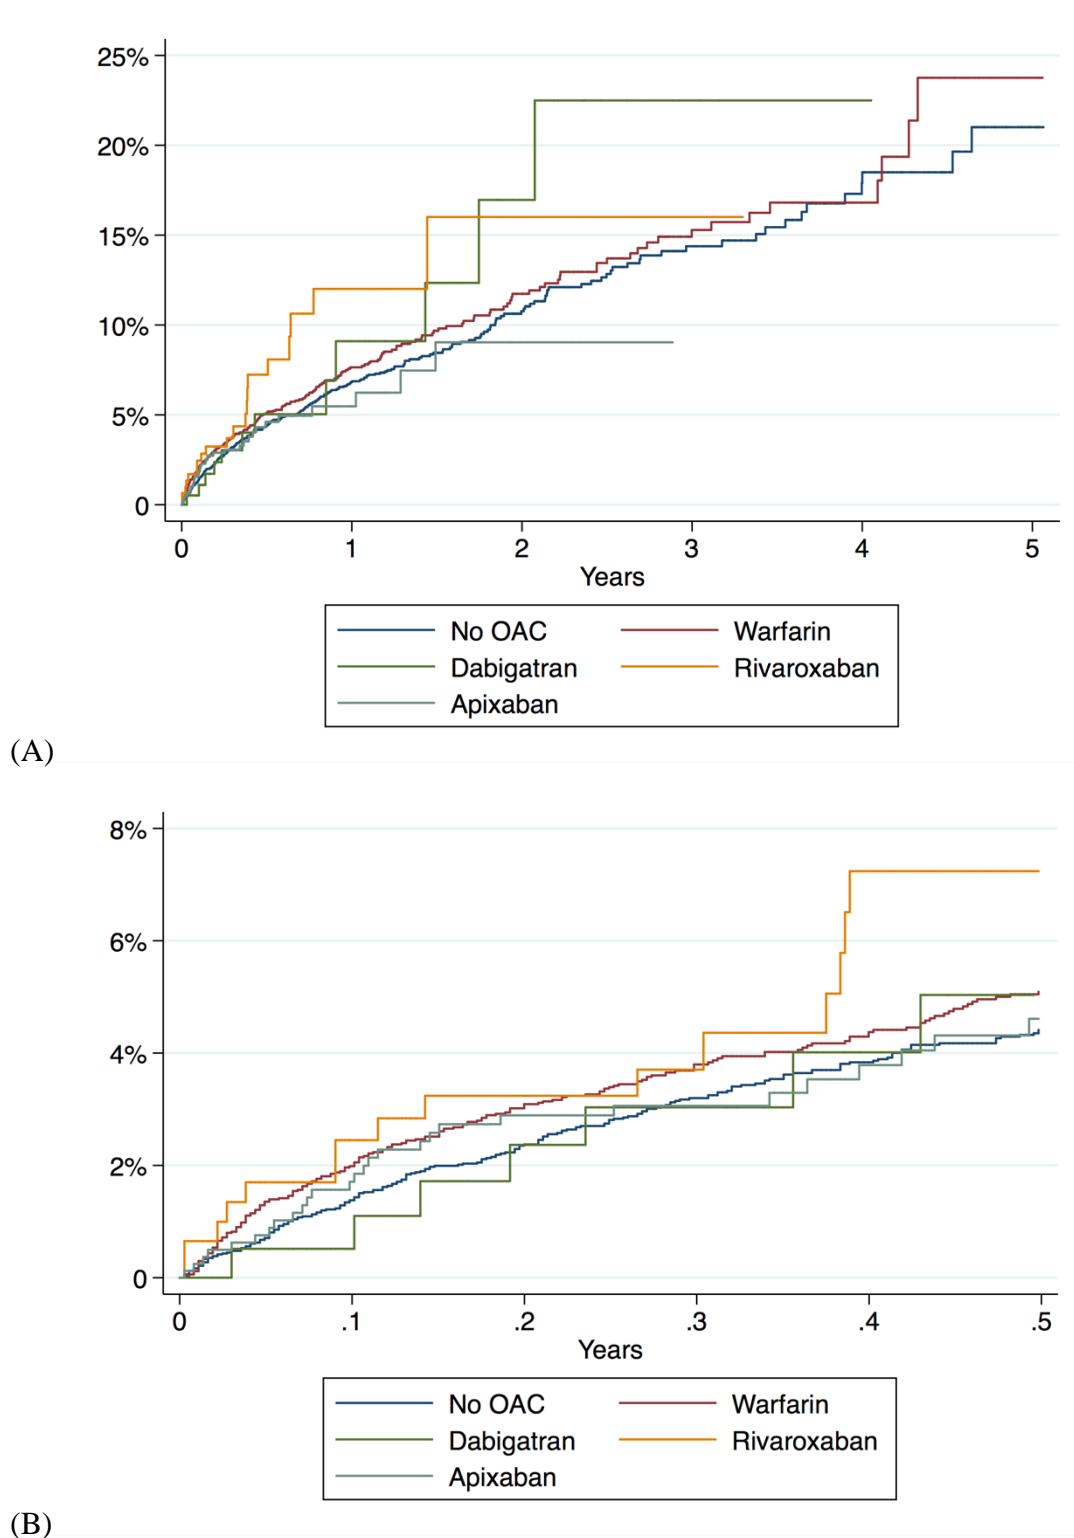 25%
20%
15%
10%
5%
0
0 1 2 3 4 5
Years
No OAC Warfarin
Dabigatran Rivaroxaban
Apixaban
(A)
8%
6%
4%
2%
0
0 .1 .2 .3 .4 .5
Years
No OAC Warfarin
Dabigatran Rivaroxaban
Apixaban
(B)